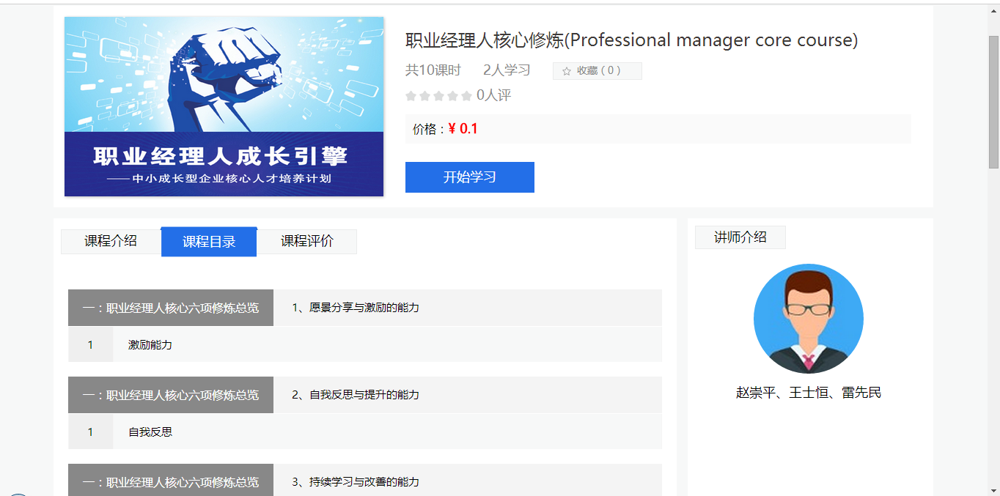 职业经理人成长引擎
——中小成长型企业核心人才培养计划
职业经理人核心修炼(Professional manager core course)
共10课时 2人学习 ☆ 收藏 ( 0 )
0人评
价格：¥ 0.1
开始学习
课程介绍 课程目录 课程评价
一：职业经理人核心六项修炼总览 1、愿景分享与激励的能力
1 激励能力
一：职业经理人核心六项修炼总览 2、自我反思与提升的能力
1 自我反思
一：职业经理人核心六项修炼总览 3、持续学习与改善的能力
讲师介绍
赵崇平、王士恒、雷先民